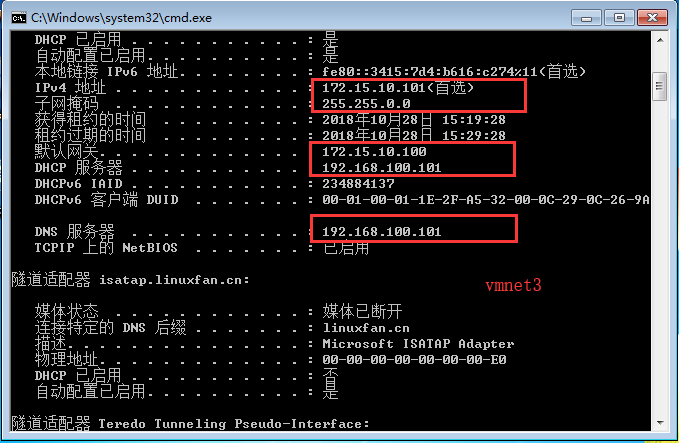 C:\Windows\system32\cmd.exe
DHCP 已启用 . . . . . . . . . . . : 是
自动配置已启用. . . . . . . . . . : 是
本地链接 IPv6 地址. . . . . . . . : fe80::3415:7d4:b616:c274%11(首选)
IPv4 地址 . . . . . . . . . . . . : 172.15.10.101(首选)
子网掩码 . . . . . . . . . . . . : 255.255.0.0
获得租约的时间 . . . . . . . . . : 2018年10月28日 15:19:28
租约过期的时间 . . . . . . . . . : 2018年10月28日 15:29:28
默认网关. . . . . . . . . . . . . : 172.15.10.100
DHCP 服务器 . . . . . . . . . . . : 192.168.100.101
DHCPv6 IAID . . . . . . . . . . . : 234884137
DHCPv6 客户端 DUID . . . . . . . : 00-01-00-01-1E-2F-A5-32-00-0C-29-0C-26-9A
DNS 服务器 . . . . . . . . . . . : 192.168.100.101
TCPIP 上的 NetBIOS . . . . . . . : 已启用
隧道适配器 isatap.linuxfan.cn:
vmnet3
媒体状态 . . . . . . . . . . . . : 媒体已断开
连接特定的 DNS 后缀 . . . . . . . : linuxfan.cn
描述. . . . . . . . . . . . . . . : Microsoft ISATAP Adapter
物理地址. . . . . . . . . . . . . : 00-00-00-00-00-00-00-E0
DHCP 已启用 . . . . . . . . . . . : 否
自动配置已启用. . . . . . . . . . : 是
隧道适配器 Teredo Tunneling Pseudo-Interface: